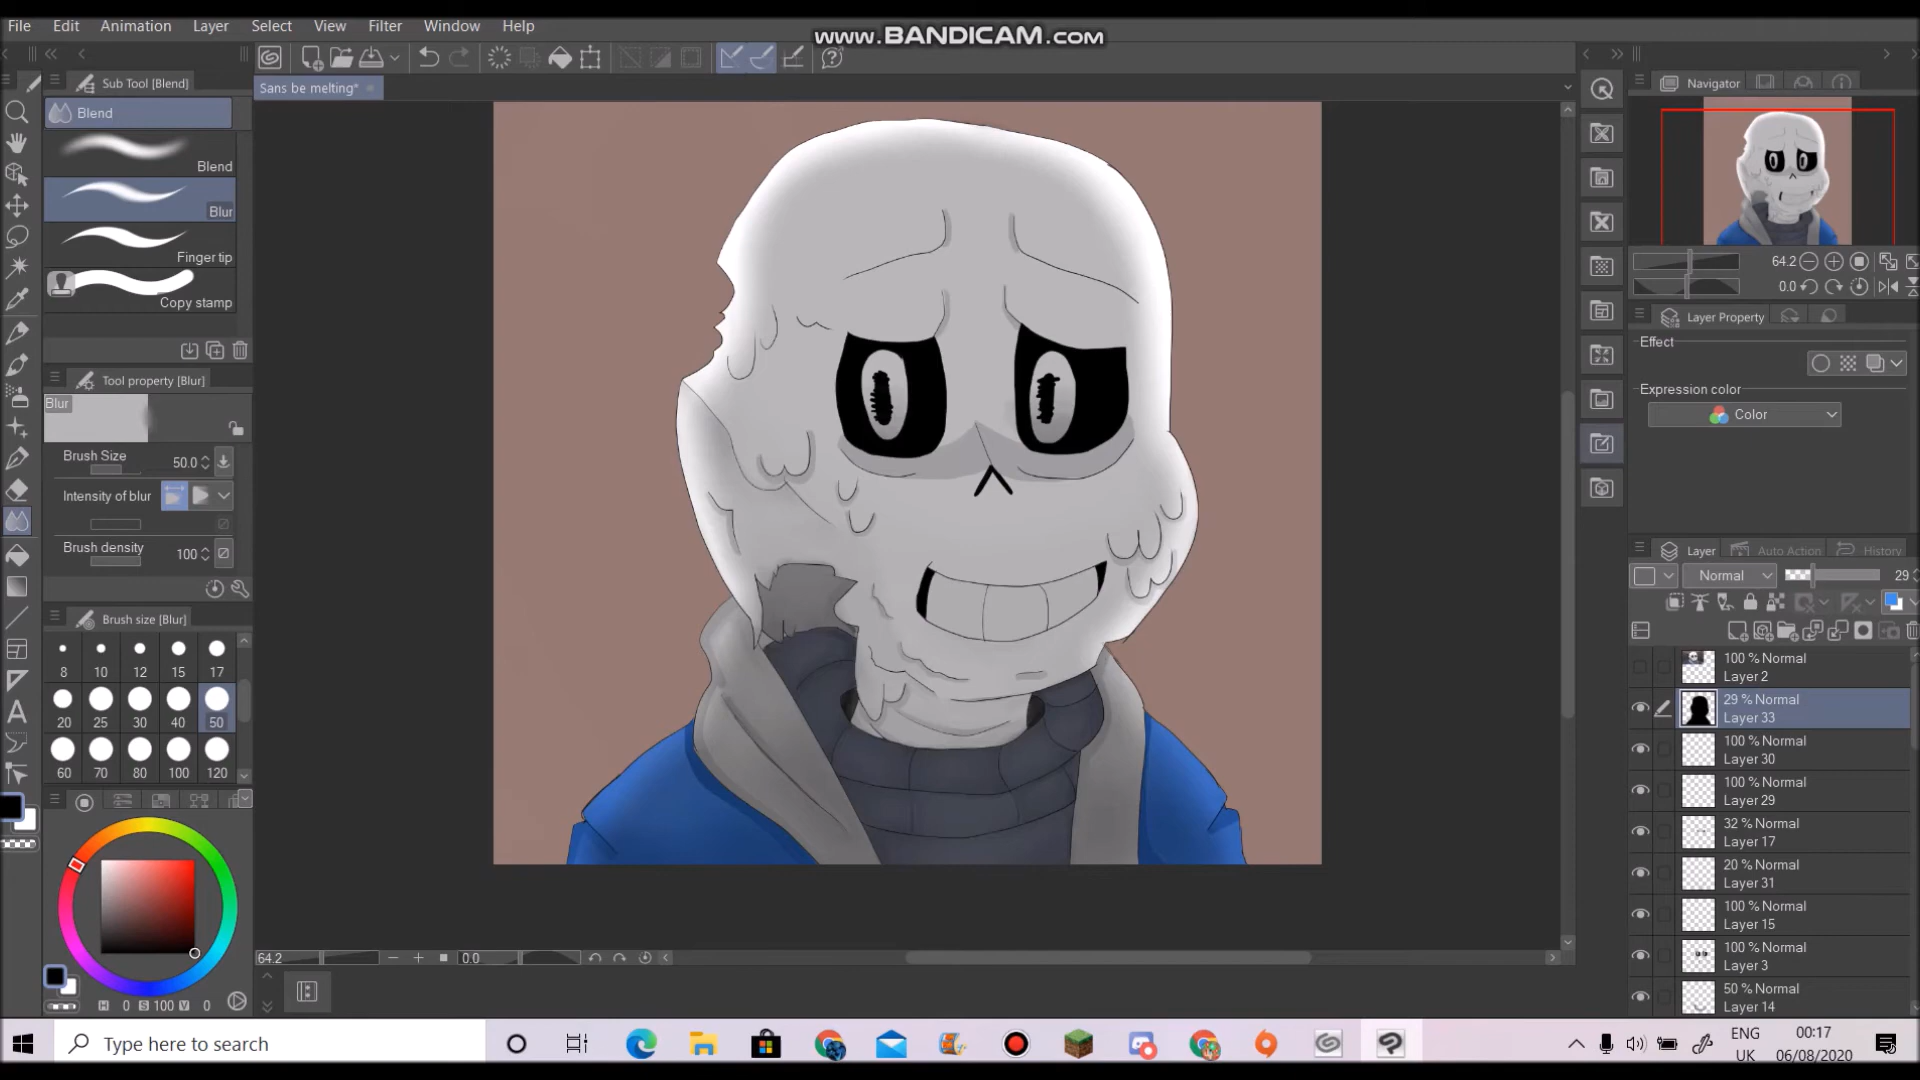 File Edit Animation Layer Select View Filter Window Help
www.BANDICAM.com
Sub Tool [Blend]
Blend
Blend
Blur
Finger tip
Copy stamp
Tool property [Blur]
Blur
Brush Size 50.0
Intensity of blur
Brush density 100
Brush size [Blur]
8 10 12 15 17
20 25 30 40 50
60 70 80 100 120
H 0 S 100 V 0
Sans be melting*
64.2 0.0
Navigator
64.2
0.0
Layer Property
Effect
Expression color
Color
Layer Auto Action History
Normal 29
100 % Normal
Layer 2
29 % Normal
Layer 33
100 % Normal
Layer 30
100 % Normal
Layer 29
32 % Normal
Layer 17
20 % Normal
Layer 31
100 % Normal
Layer 15
100 % Normal
Layer 3
50 % Normal
Layer 14
Type here to search
ENG
UK
00:17
06/08/2020